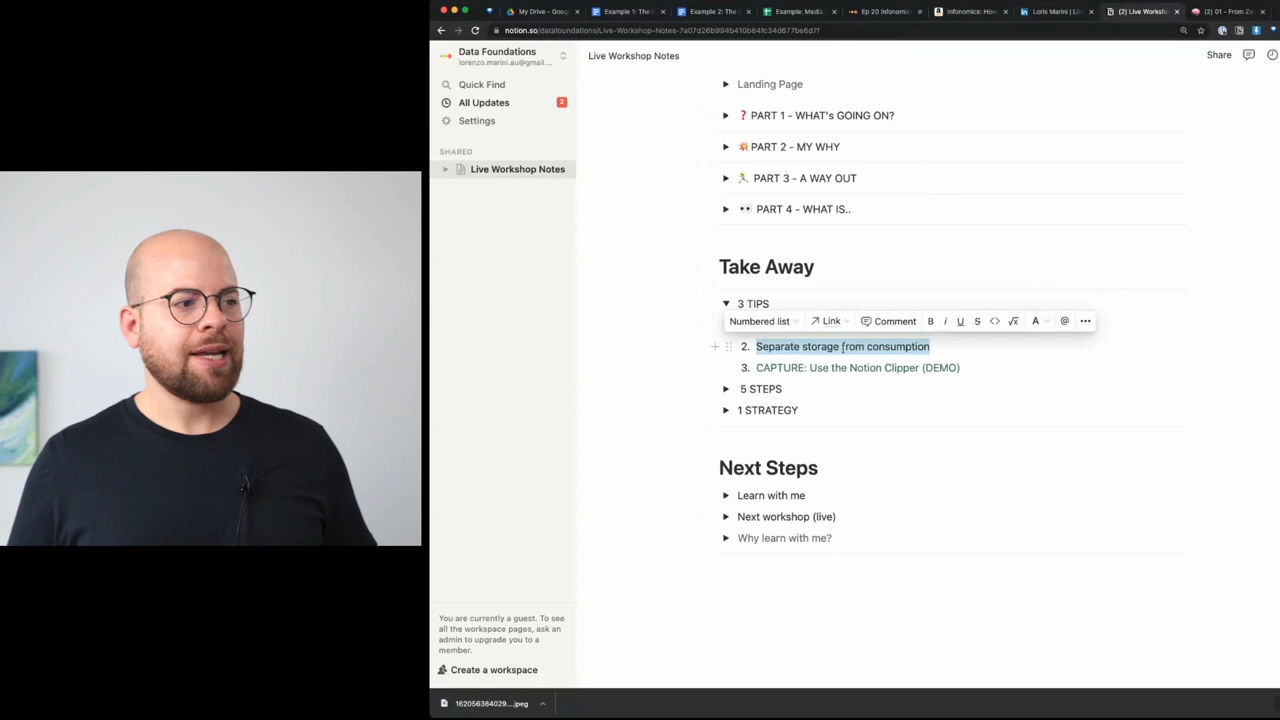 My Drive - Goog
Example 1: The
Example 2: The
Example: Media
Ep 20 Infonomics
Infonomics: How
Loris Marini | Li
(2) Live Workshop
(2) 01 - From Ze
notion.so/datafoundations/Live-Workshop-Notes-7a07d26b994b410b84fc34d677be6d7f
Data Foundations
lorenzo.marini.au@gmail....
Live Workshop Notes
Share
Quick Find
All Updates
2
Settings
SHARED
Live Workshop Notes
Landing Page
❓ PART 1 - WHAT's GOING ON?
💥 PART 2 - MY WHY
🏃 PART 3 - A WAY OUT
👀 PART 4 - WHAT IS..
Take Away
3 TIPS
Numbered list
Link
Comment
B i U S <> √x A @ •••
2. Separate storage from consumption
3. CAPTURE: Use the Notion Clipper (DEMO)
5 STEPS
1 STRATEGY
Next Steps
Learn with me
Next workshop (live)
Why learn with me?
You are currently a guest. To see
all the workspace pages, ask an
admin to upgrade you to a
member.
Create a workspace
162056384029....jpeg